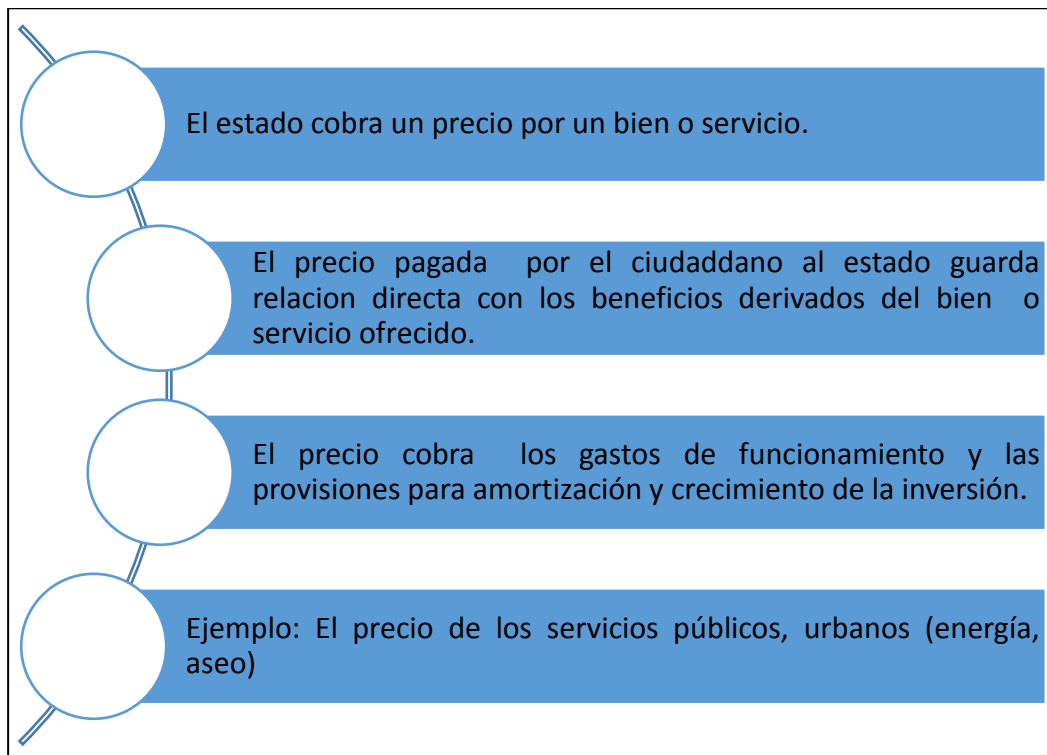 El estado cobra un precio por un bien o servicio.
El precio pagada por el ciudaddano al estado guarda
relacion directa con los beneficios derivados del bien o
servicio ofrecido.
El precio cobra los gastos de funcionamiento y las
provisiones para amortización y crecimiento de la inversión.
Ejemplo: El precio de los servicios públicos, urbanos (energía,
aseo)